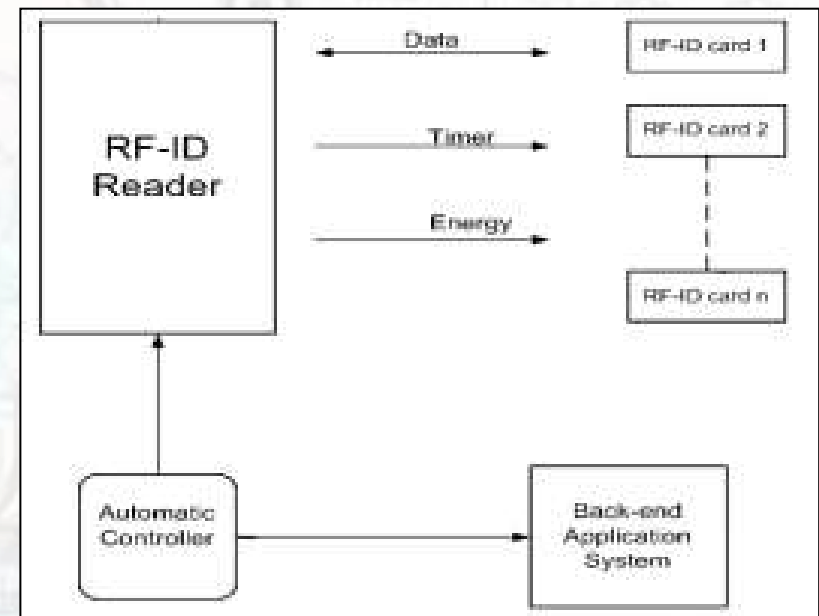 RF-ID
Reader
Data
Timer
Energy
RF-ID card 1
RF-ID card 2
RF-ID card n
Automatic
Controller
Back-end
Application
System